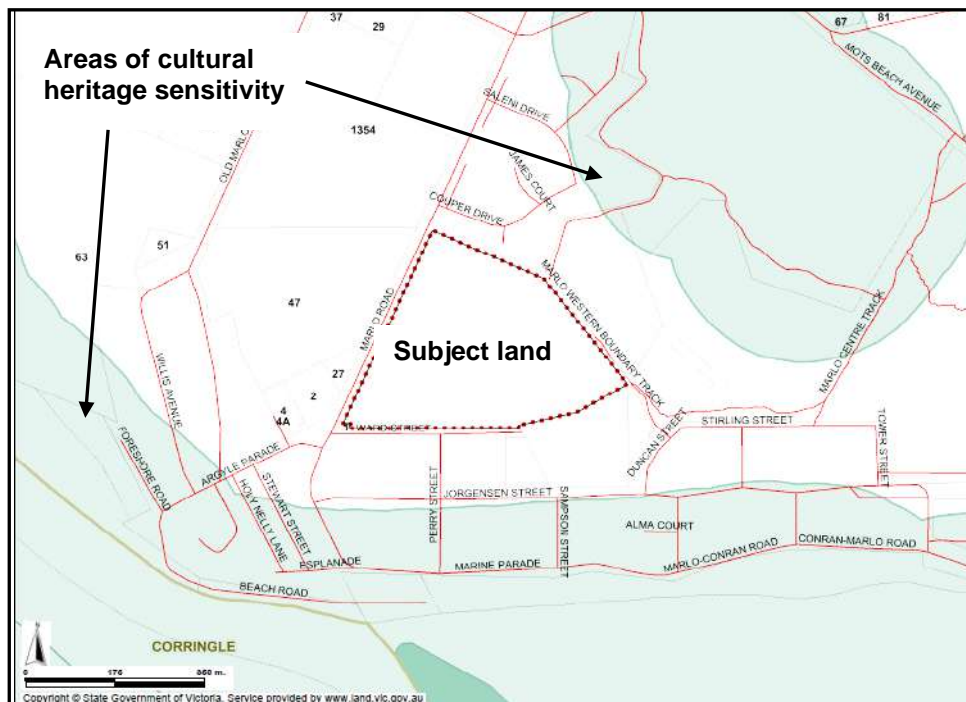 37
29
67
81
Areas of cultural
heritage sensitivity
MOTS BEACH AVENUE
SALENI DRIVE
1354
OLD MARLO
JAMES COURT
COUPER DRIVE
51
63
47
MARLO ROAD
MARLO WESTERN BOUNDARY TRACK
Subject land
MARLO CENTRE TRACK
27
2
WILLIS AVENUE
4
4A
WARD STREET
STIRLING STREET
DUNCAN STREET
TOWER STREET
FORESHORE ROAD
ARGYLE PARADE
STEWART STREET
HOLY NELLY LANE
PERRY STREET
JORGENSEN STREET
SAMPSON STREET
ALMA COURT
CONRAN-MARLO ROAD
MARLO-CONRAN ROAD
ESPLANADE
MARINE PARADE
BEACH ROAD
CORRINGLE
0
m.
Copyright © State Government of Victoria. Service provided by www.land.vic.gov.au